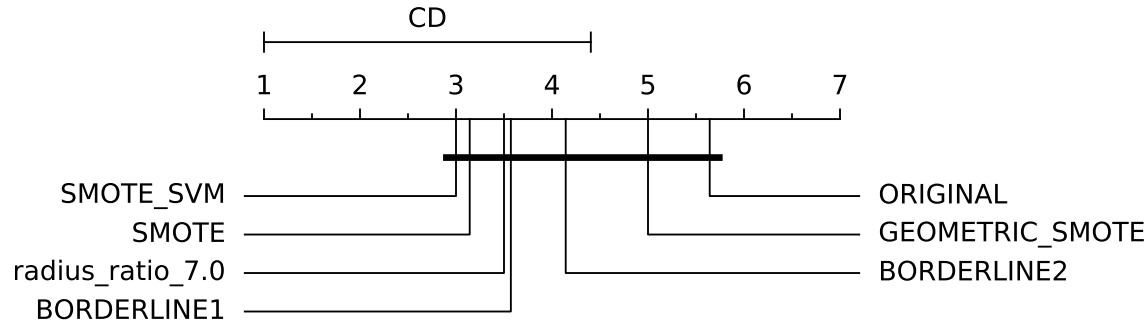 CD
1 2 3 4 5 6 7
SMOTE_SVM
SMOTE
radius_ratio_7.0
BORDERLINE1
ORIGINAL
GEOMETRIC_SMOTE
BORDERLINE2